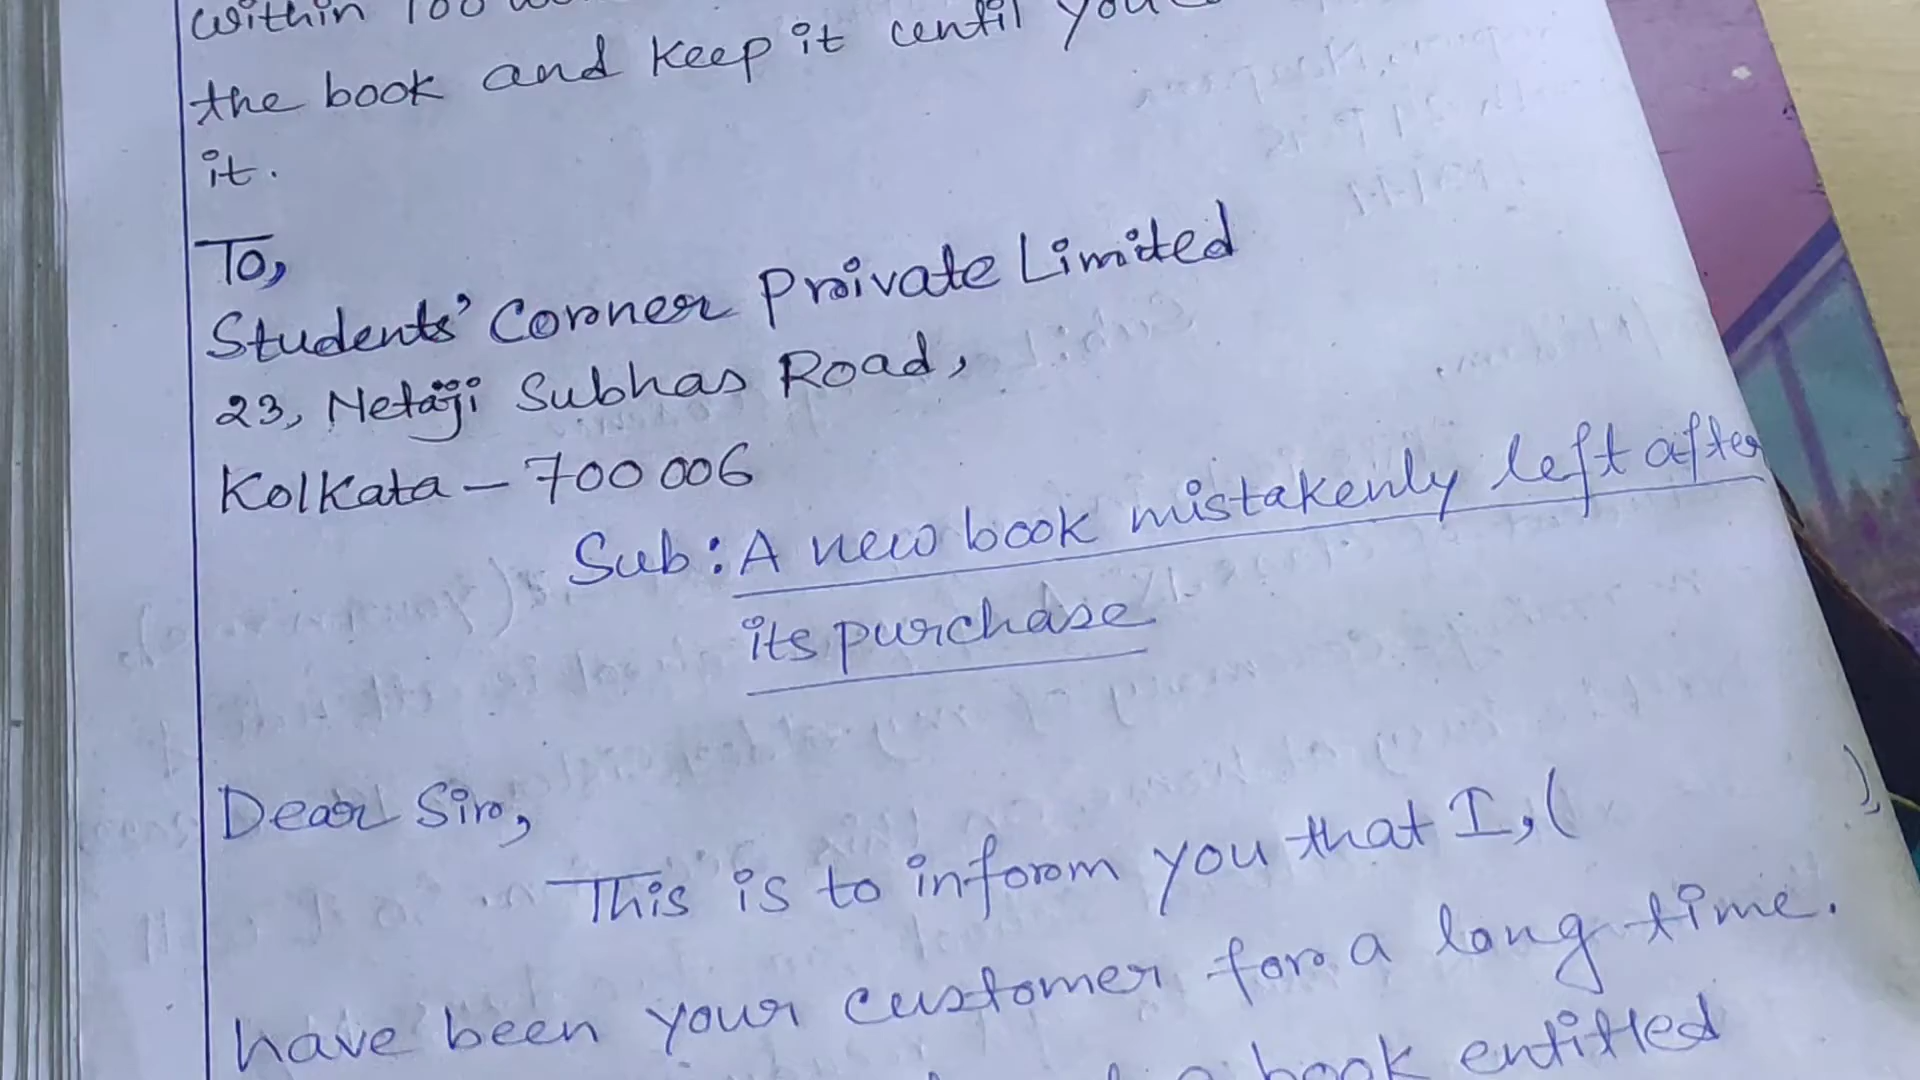 within 100
the book and keep it until you
it.
To,
Students' Corner Private Limited
23, Netaji Subhas Road,
Kolkata - 700 006
Sub: A new book mistakenly left after
its purchase
Dear Sir,
This is to inform you that I, ( ),
have been your customer for a long time.
book entitled